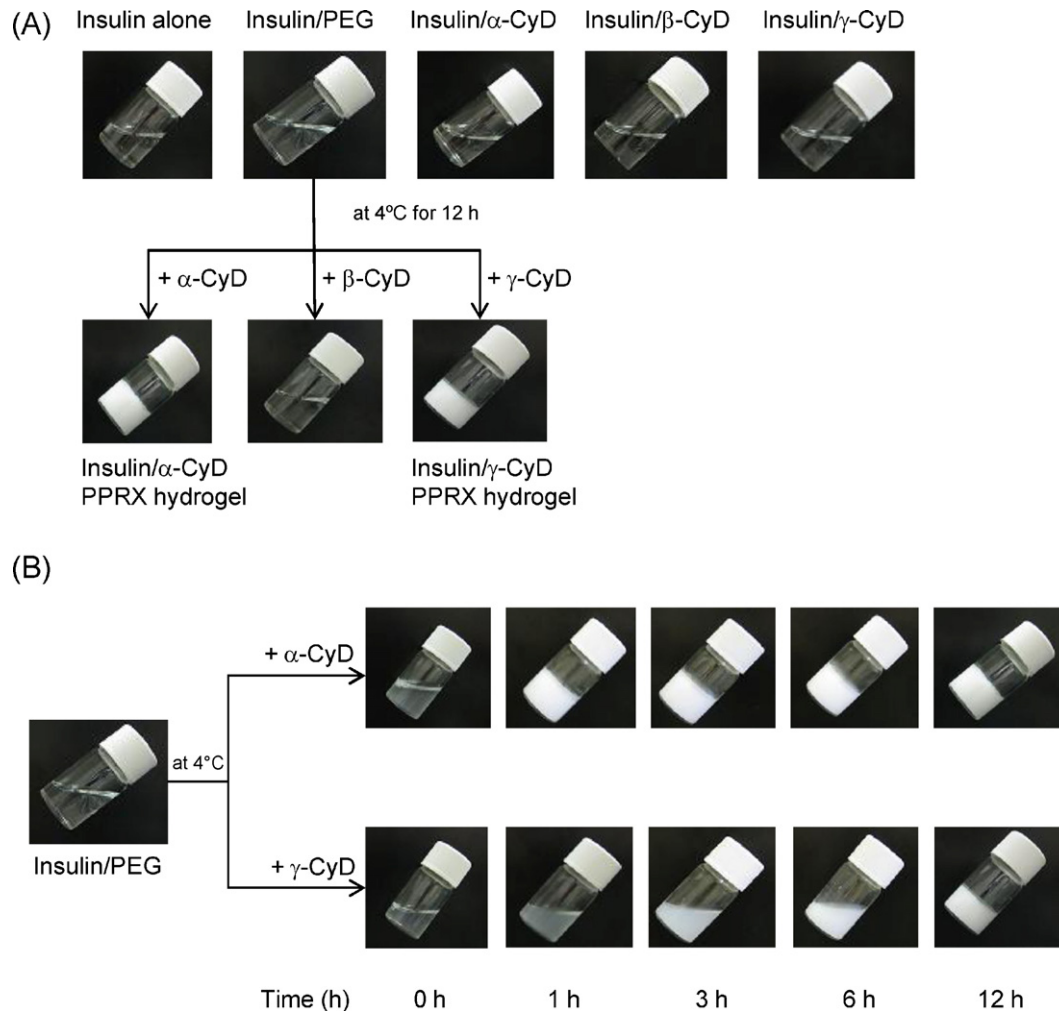 (A)
Insulin alone
Insulin/PEG
Insulin/α-CyD
Insulin/β-CyD
Insulin/γ-CyD
at 4ºC for 12 h
+ α-CyD
+ β-CyD
+ γ-CyD
Insulin/α-CyD
PPRX hydrogel
Insulin/γ-CyD
PPRX hydrogel
(B)
+ α-CyD
at 4°C
Insulin/PEG
+ γ-CyD
Time (h)
0 h
1 h
3 h
6 h
12 h